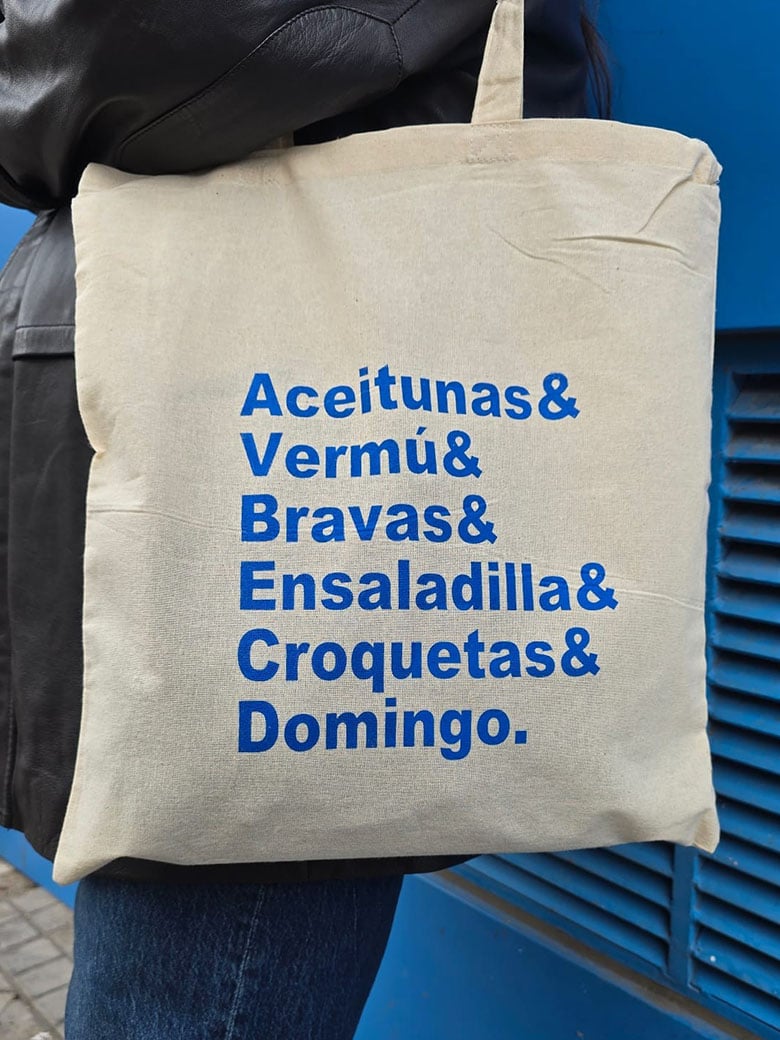 Aceitunas&
Vermú&
Bravas&
Ensaladilla&
Croquetas&
Domingo.